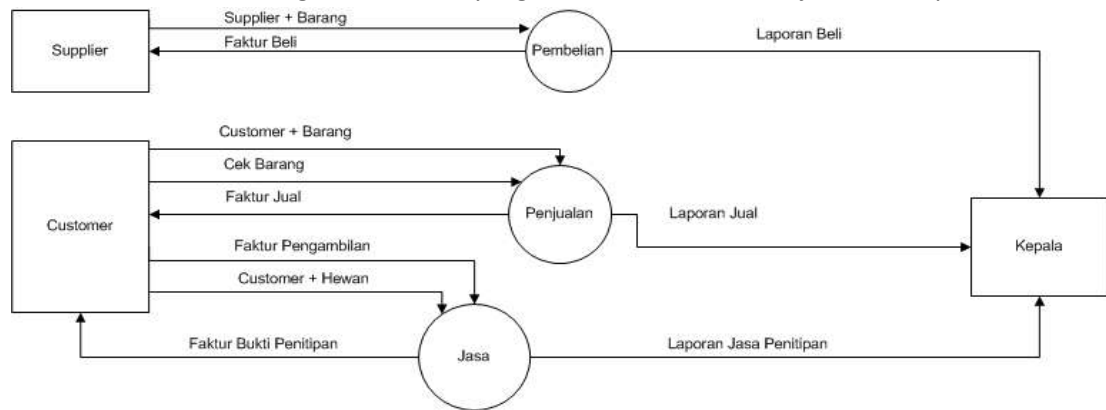 Supplier + Barang
Supplier
Faktur Beli
Pembelian
Laporan Beli
Customer + Barang
Cek Barang
Faktur Jual
Penjualan
Laporan Jual
Customer
Kepala
Faktur Pengambilan
Customer + Hewan
Faktur Bukti Penitipan
Jasa
Laporan Jasa Penitipan